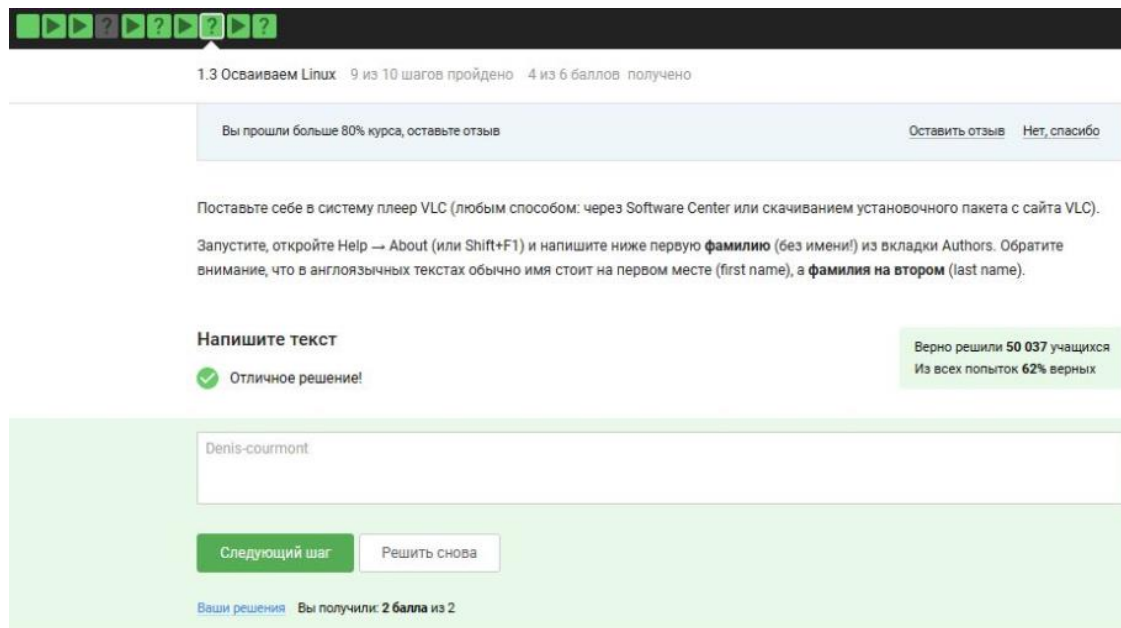 1.3 Осваиваем Linux 9 из 10 шагов пройдено 4 из 6 баллов получено
Вы прошли больше 80% курса, оставьте отзыв Оставить отзыв Нет, спасибо
Поставьте себе в систему плеер VLC (любым способом: через Software Center или скачиванием установочного пакета с сайта VLC).
Запустите, откройте Help → About (или Shift+F1) и напишите ниже первую фамилию (без имени!) из вкладки Authors. Обратите
внимание, что в англоязычных текстах обычно имя стоит на первом месте (first name), а фамилия на втором (last name).
Напишите текст
Отличное решение!
Верно решили 50 037 учащихся
Из всех попыток 62% верных
Denis-courmont
Следующий шаг Решить снова
Ваши решения Вы получили: 2 балла из 2